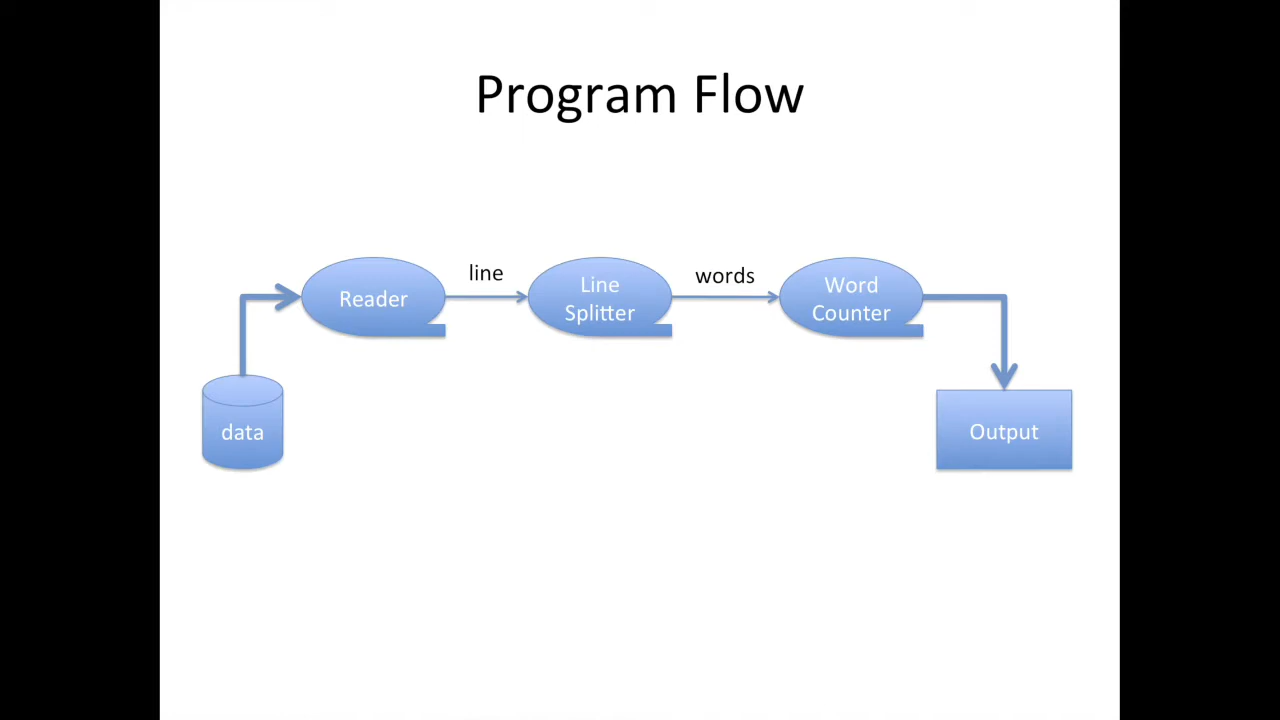 Program Flow
line
words
Reader
Line
Splitter
Word
Counter
data
Output